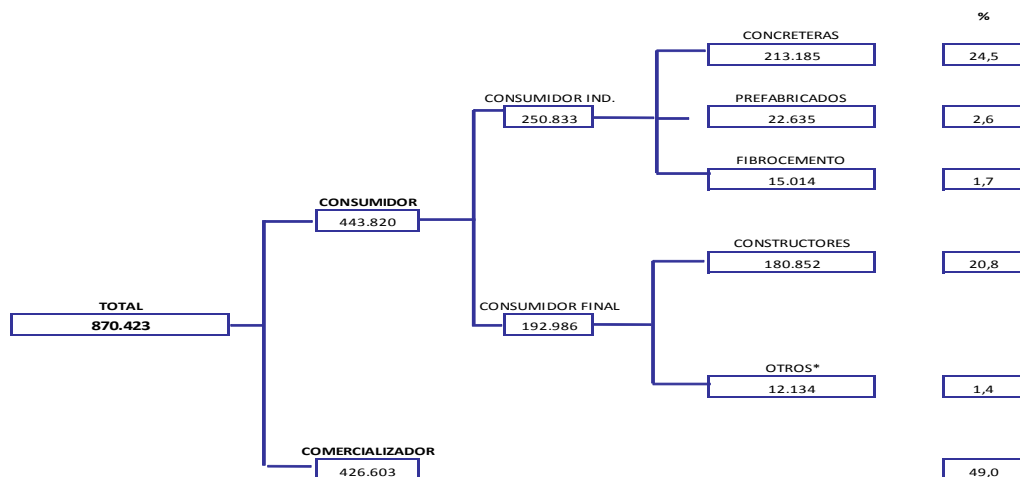 %
CONCRETERAS
213.185 24,5
CONSUMIDOR IND. PREFABRICADOS
250.833 22.635 2,6
FIBROCEMENTO
15.014 1,7
CONSUMIDOR
443.820
CONSTRUCTORES
180.852 20,8
TOTAL CONSUMIDOR FINAL
870.423 192.986
OTROS*
12.134 1,4
COMERCIALIZADOR
426.603 49,0